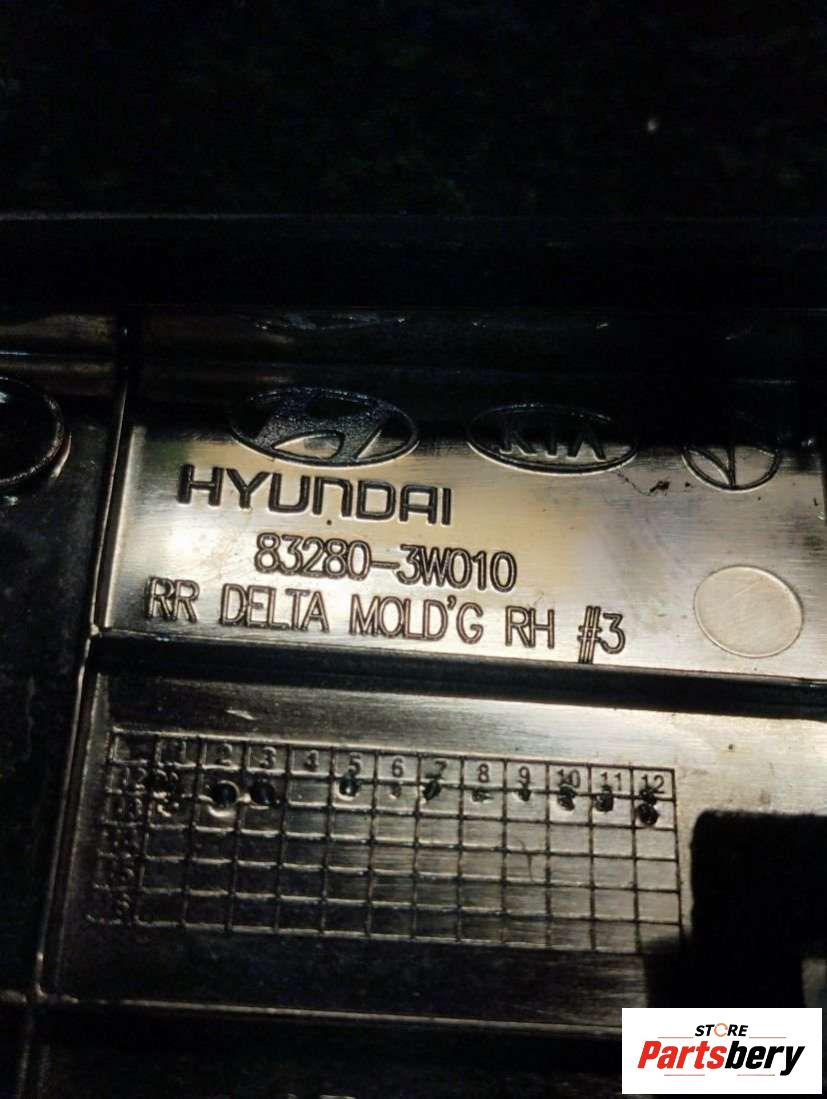 KIA
HYUNDAI
83280-3W010
RR DELTA MOLD'G RH #3
1 2 3 4 5 6 7 8 9 10 11 12
STORE
Partsbery